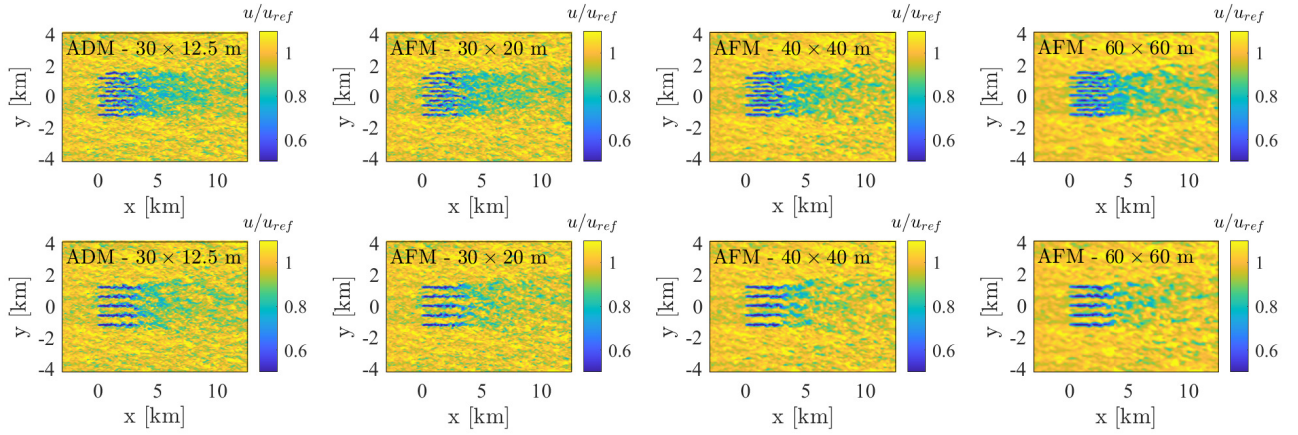 u/u_ref u/u_ref u/u_ref u/u_ref
ADM - 30 × 12.5 m
AFM - 30 × 20 m
AFM - 40 × 40 m
AFM - 60 × 60 m
4 2 0 -2 -4
y [km]
0 5 10
x [km]
1 0.8 0.6
4 2 0 -2 -4
y [km]
0 5 10
x [km]
1 0.8 0.6
4 2 0 -2 -4
y [km]
0 5 10
x [km]
1 0.8 0.6
4 2 0 -2 -4
y [km]
0 5 10
x [km]
1 0.8 0.6
u/u_ref u/u_ref u/u_ref u/u_ref
ADM - 30 × 12.5 m
AFM - 30 × 20 m
AFM - 40 × 40 m
AFM - 60 × 60 m
4 2 0 -2 -4
y [km]
0 5 10
x [km]
1 0.8 0.6
4 2 0 -2 -4
y [km]
0 5 10
x [km]
1 0.8 0.6
4 2 0 -2 -4
y [km]
0 5 10
x [km]
1 0.8 0.6
4 2 0 -2 -4
y [km]
0 5 10
x [km]
1 0.8 0.6